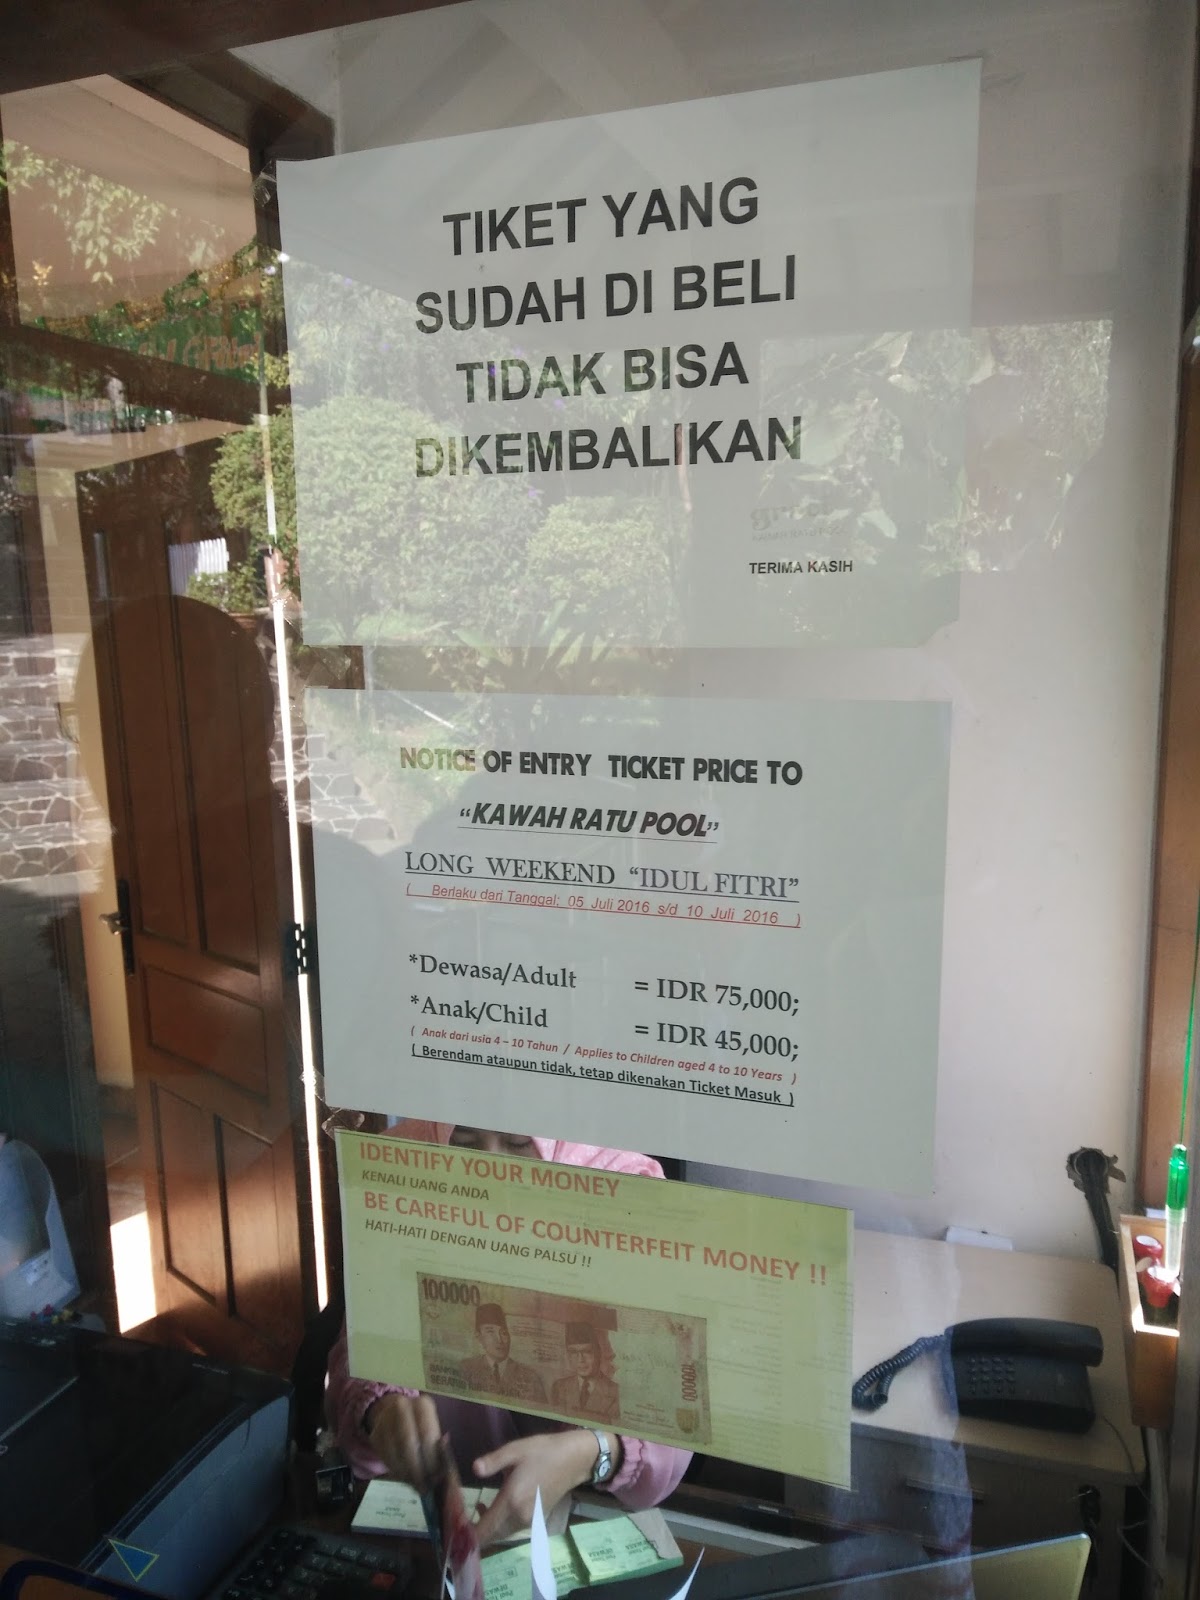 TIKET YANG
SUDAH DI BELI
TIDAK BISA
DIKEMBALIKAN
TERIMA KASIH
NOTICE OF ENTRY TICKET PRICE TO
“KAWAH RATU POOL”
LONG WEEKEND “IDUL FITRI”
( Berlaku dari Tanggal: 05 Juli 2016 s/d 10 Juli 2016 )
*Dewasa/Adult = IDR 75,000;
*Anak/Child = IDR 45,000;
( Anak dari usia 4 – 10 Tahun / Applies to Children aged 4 to 10 Years )
( Berendam ataupun tidak, tetap dikenakan Ticket Masuk )
IDENTIFY YOUR MONEY
KENALI UANG ANDA
BE CAREFUL OF COUNTERFEIT MONEY !!
HATI-HATI DENGAN UANG PALSU !!
100000
100000
DEWASA